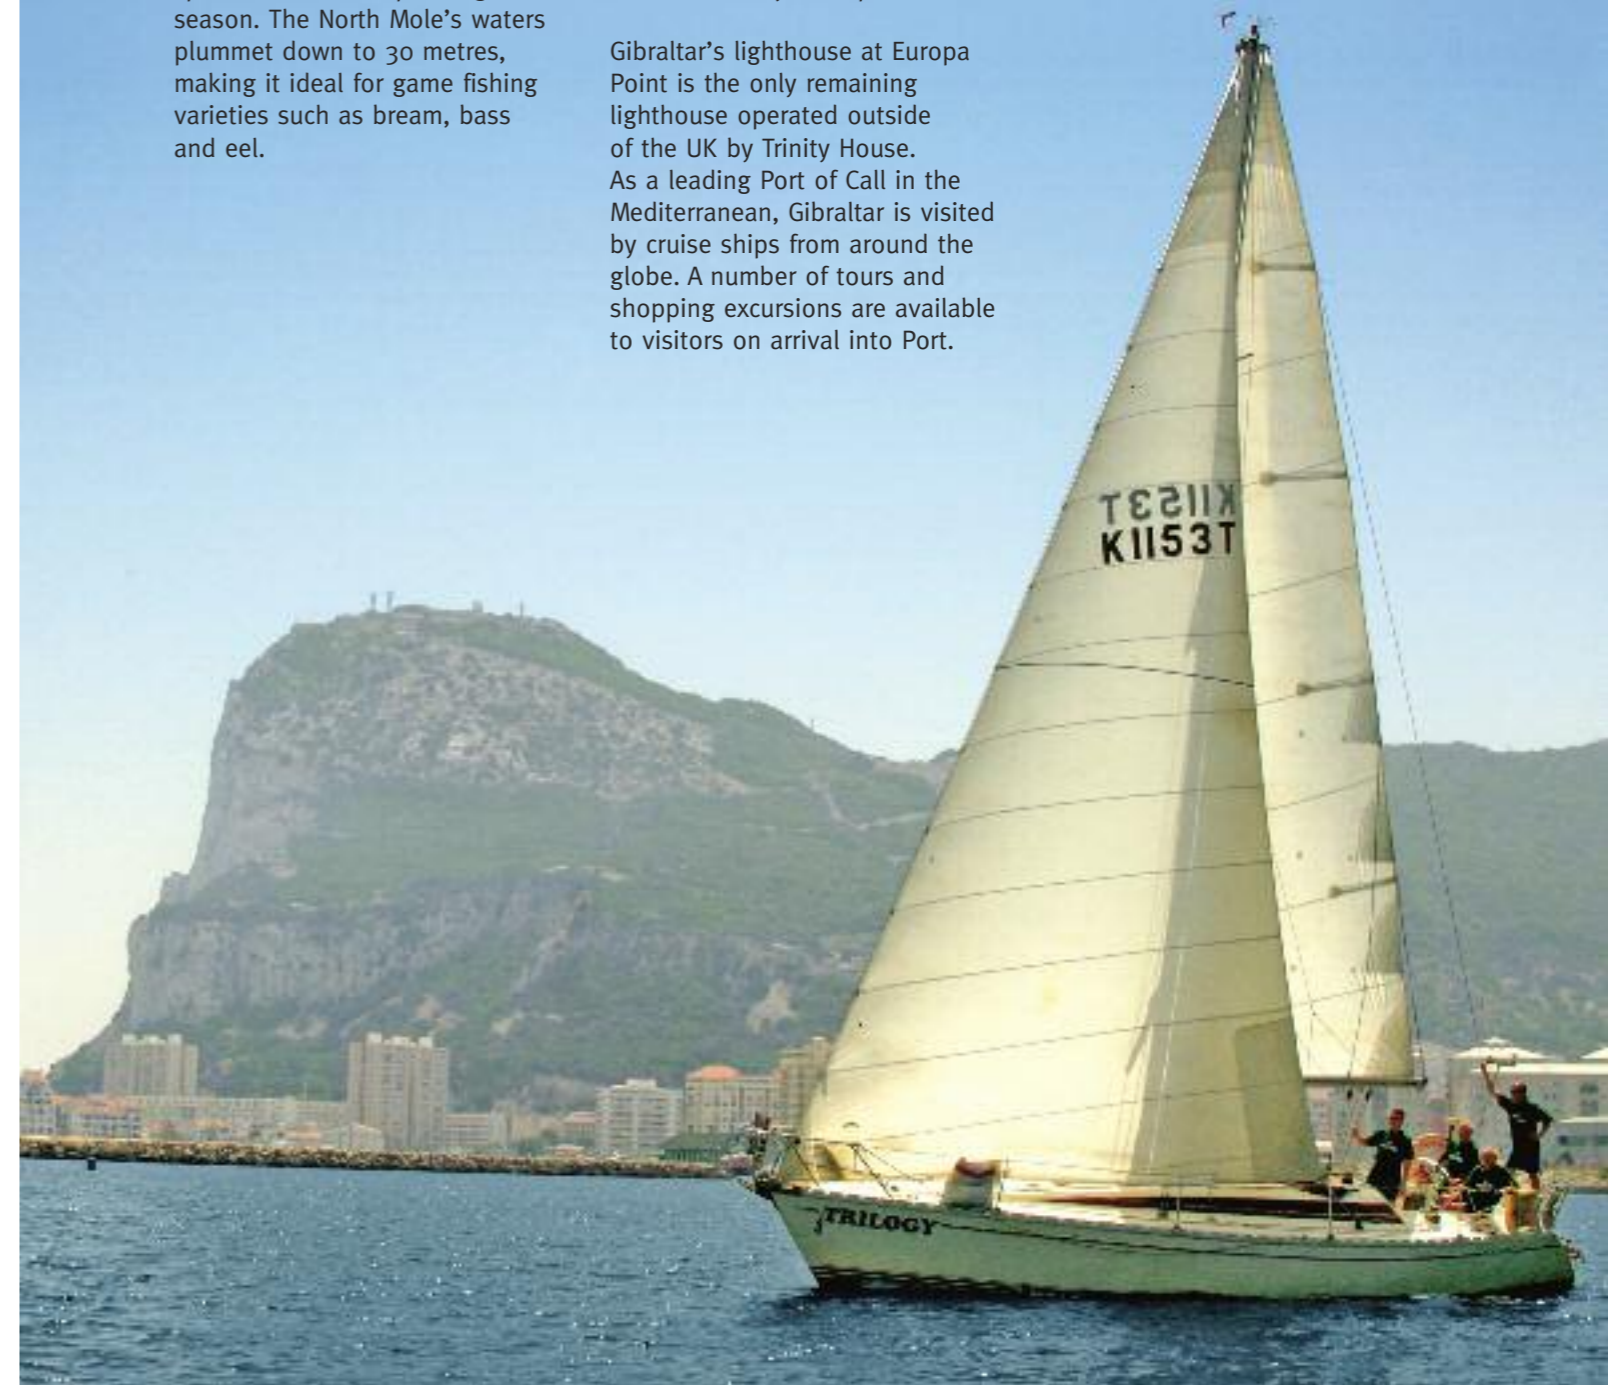 season. The North Mole's waters
plummet down to 30 metres,
making it ideal for game fishing
varieties such as bream, bass
and eel.
Gibraltar's lighthouse at Europa
Point is the only remaining
lighthouse operated outside
of the UK by Trinity House.
As a leading Port of Call in the
Mediterranean, Gibraltar is visited
by cruise ships from around the
globe. A number of tours and
shopping excursions are available
to visitors on arrival into Port.
K1153T
K1153T
TRILOGY